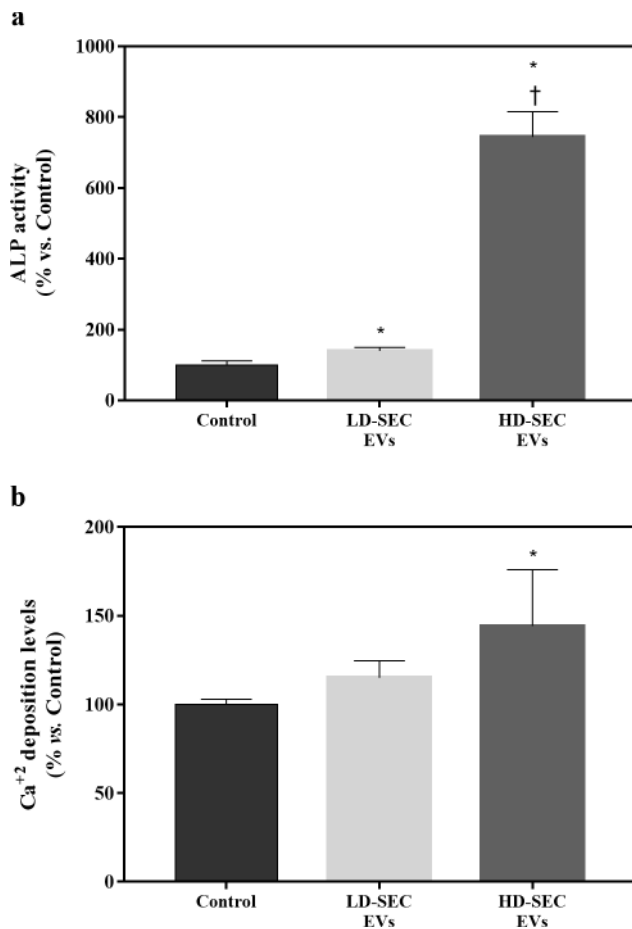 a
ALP activity
(% vs. Control)
1000
800
600
400
200
0
*
*
†
Control
LD-SEC
EVs
HD-SEC
EVs
b
Ca+2 deposition levels
(% vs. Control)
200
150
100
50
0
*
Control
LD-SEC
EVs
HD-SEC
EVs